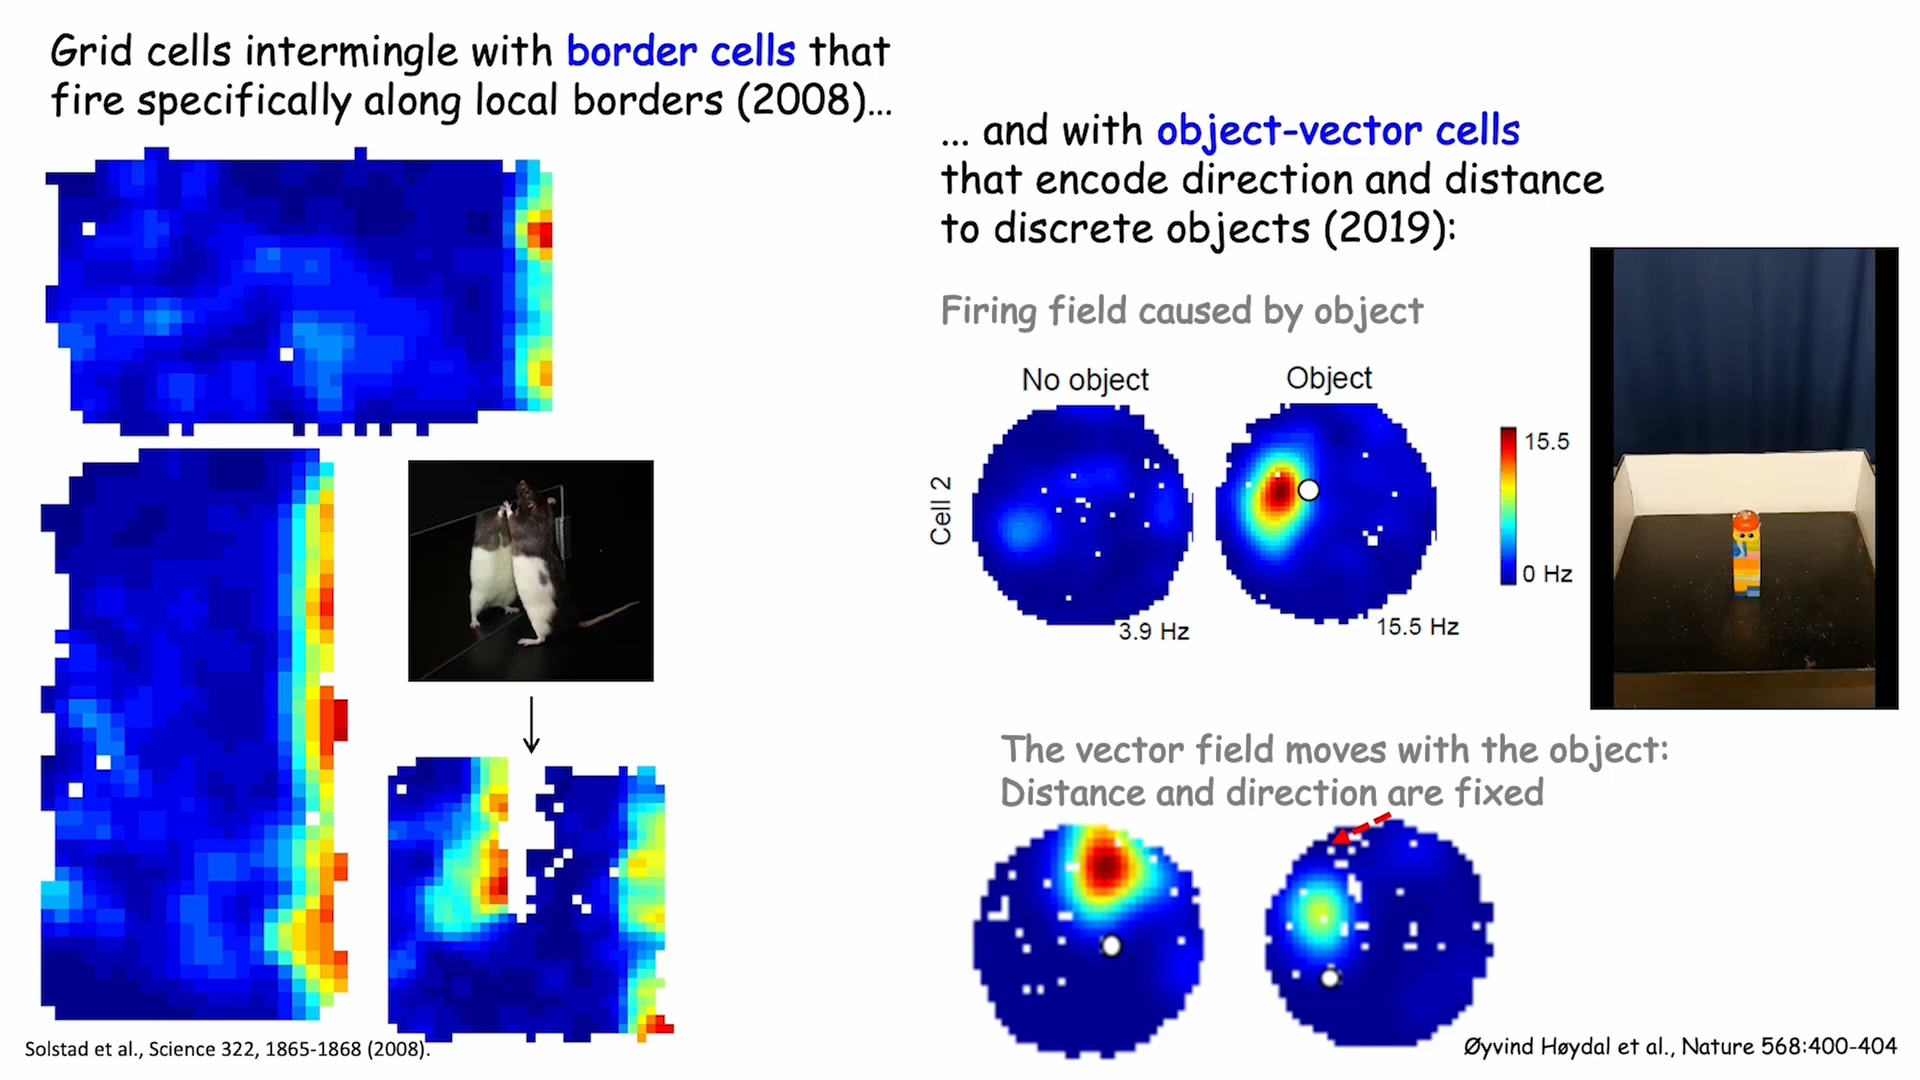 Grid cells intermingle with border cells that
fire specifically along local borders (2008)...
... and with object-vector cells
that encode direction and distance
to discrete objects (2019):
Firing field caused by object
No object
Object
Cell 2
15.5
0 Hz
3.9 Hz
15.5 Hz
The vector field moves with the object:
Distance and direction are fixed
Solstad et al., Science 322, 1865-1868 (2008).
Øyvind Høydal et al., Nature 568:400-404